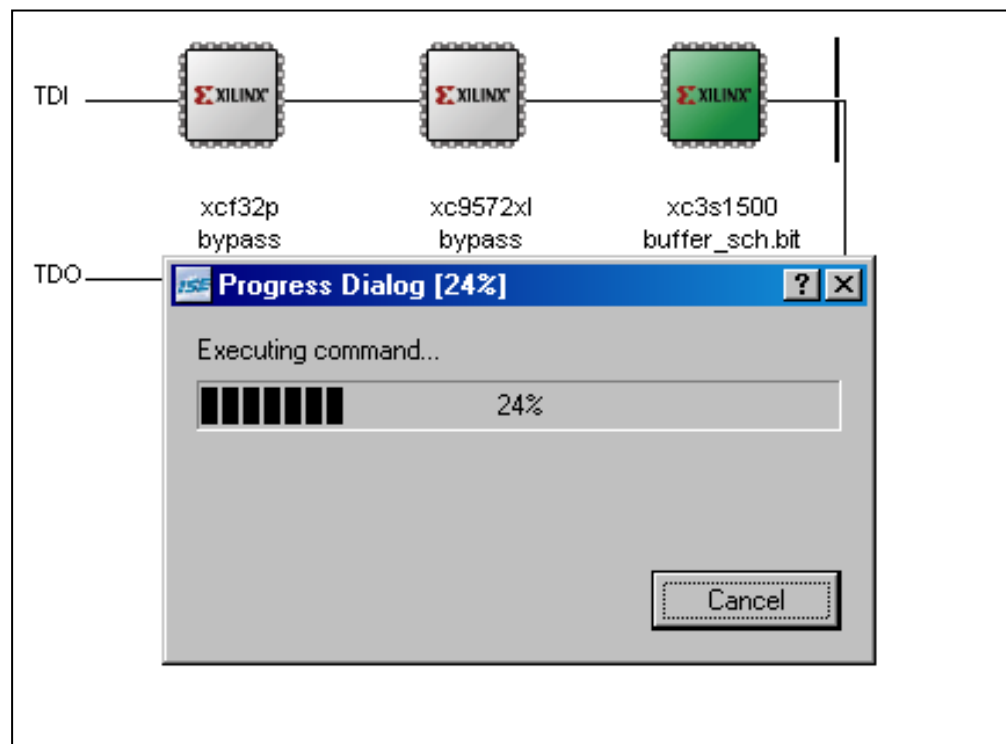 TDI
XILINX XILINX XILINX
xcf32p xc9572xl xc3s1500
bypass bypass buffer_sch.bit
TDO
ISE Progress Dialog [24%] ? X
Executing command...
24%
Cancel